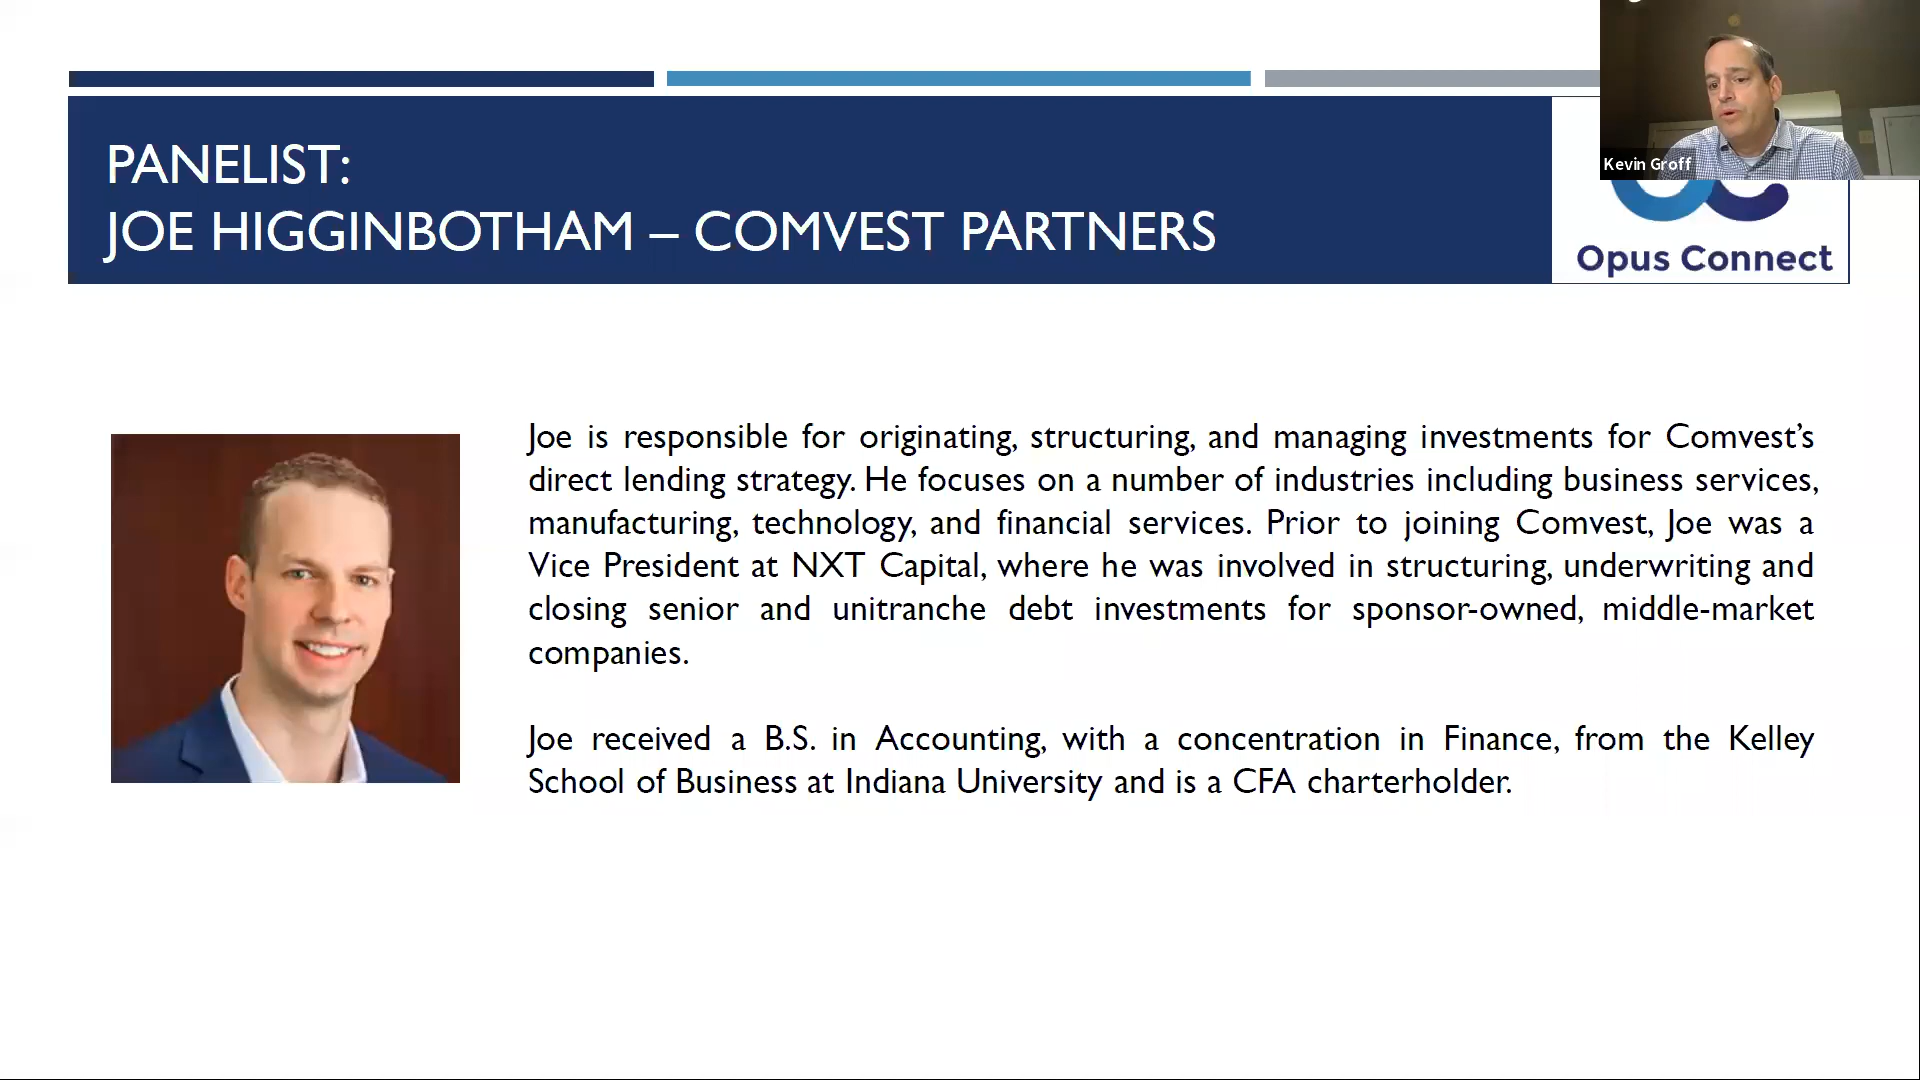 PANELIST:
JOE HIGGINBOTHAM – COMVEST PARTNERS
Kevin Groff
Opus Connect
Joe is responsible for originating, structuring, and managing investments for Comvest’s
direct lending strategy. He focuses on a number of industries including business services,
manufacturing, technology, and financial services. Prior to joining Comvest, Joe was a
Vice President at NXT Capital, where he was involved in structuring, underwriting and
closing senior and unitranche debt investments for sponsor-owned, middle-market
companies.
Joe received a B.S. in Accounting, with a concentration in Finance, from the Kelley
School of Business at Indiana University and is a CFA charterholder.